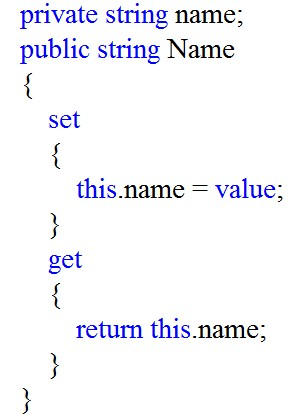 private string name;
public string Name
{
set
{
this.name = value;
}
get
{
return this.name;
}
}